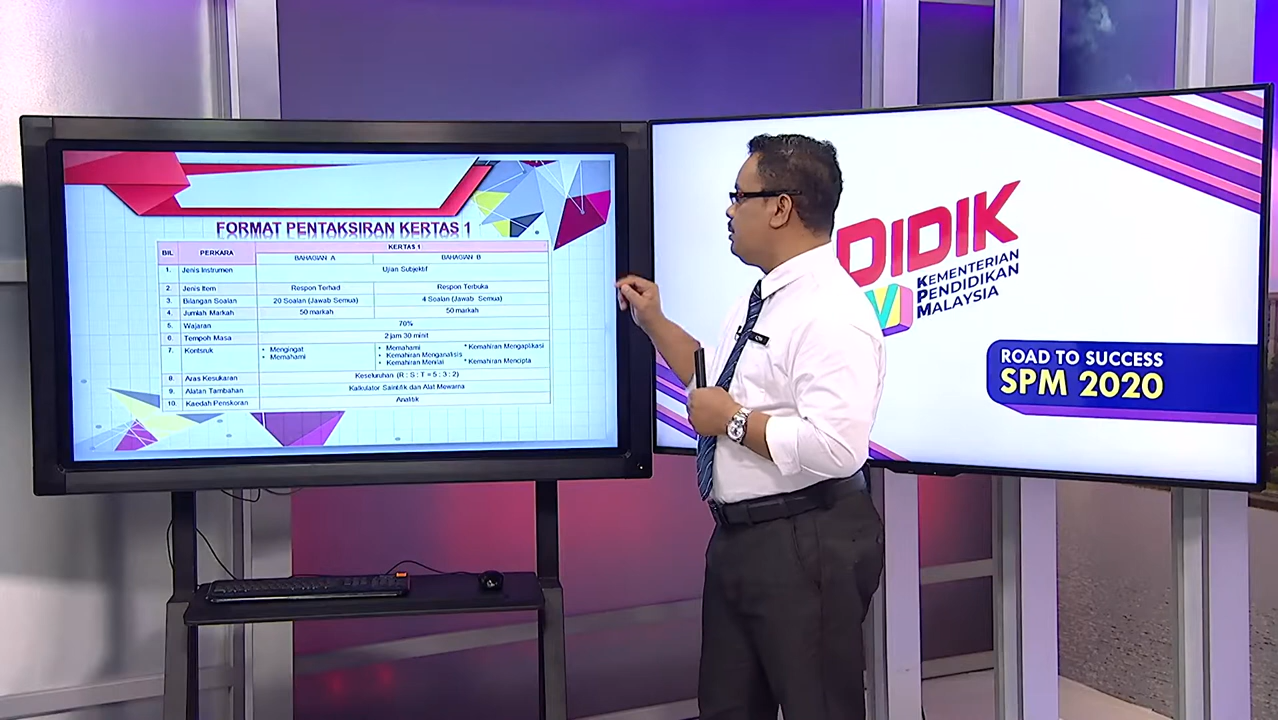 FORMAT PENTAKSIRAN KERTAS 1
BIL PERKARA KERTAS 1
BAHAGIAN A BAHAGIAN B
1. Jenis Instrumen Ujian Subjektif
2. Jenis Item Respon Terhad Respon Terbuka
3. Bilangan Soalan 20 Soalan (Jawab Semua) 4 Soalan (Jawab Semua)
4. Jumlah Markah 50 markah 50 markah
5. Wajaran 70%
6. Tempoh Masa 2 jam 30 minit
7. Kontsruk • Mengingat • Memahami * Kemahiran Mengaplikasi
• Memahami • Kemahiran Menganalisis
• Kemahiran Menilai * Kemahiran Mencipta
8. Aras Kesukaran Keseluruhan (R : S : T = 5 : 3 : 2)
9. Alatan Tambahan Kalkulator Saintifik dan Alat Mewarna
10. Kaedah Penskoran Analitik
DIDIK
V
KEMENTERIAN
PENDIDIKAN
MALAYSIA
ROAD TO SUCCESS
SPM 2020